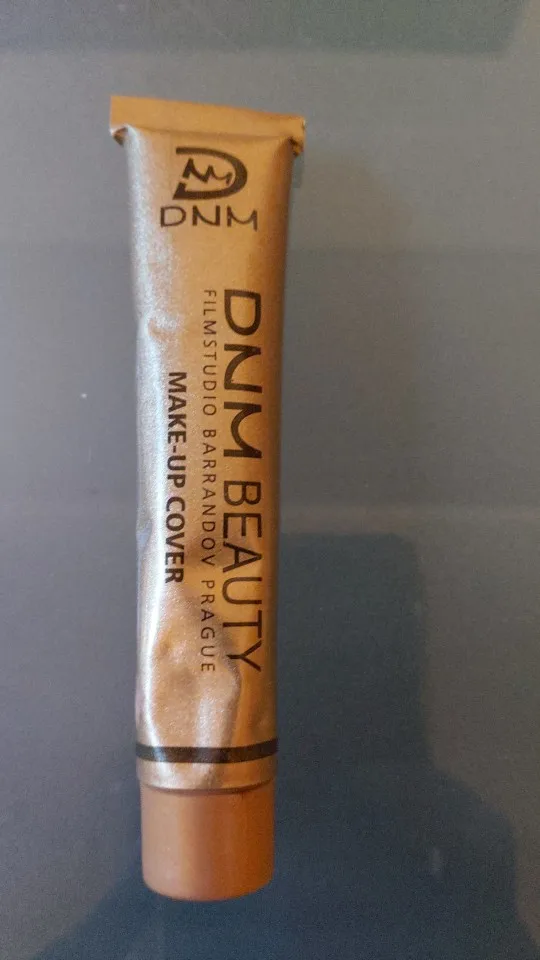 DNM
DNM BEAUTY
FILMSTUDIO BARRANDOV PRAGUE
MAKE-UP COVER